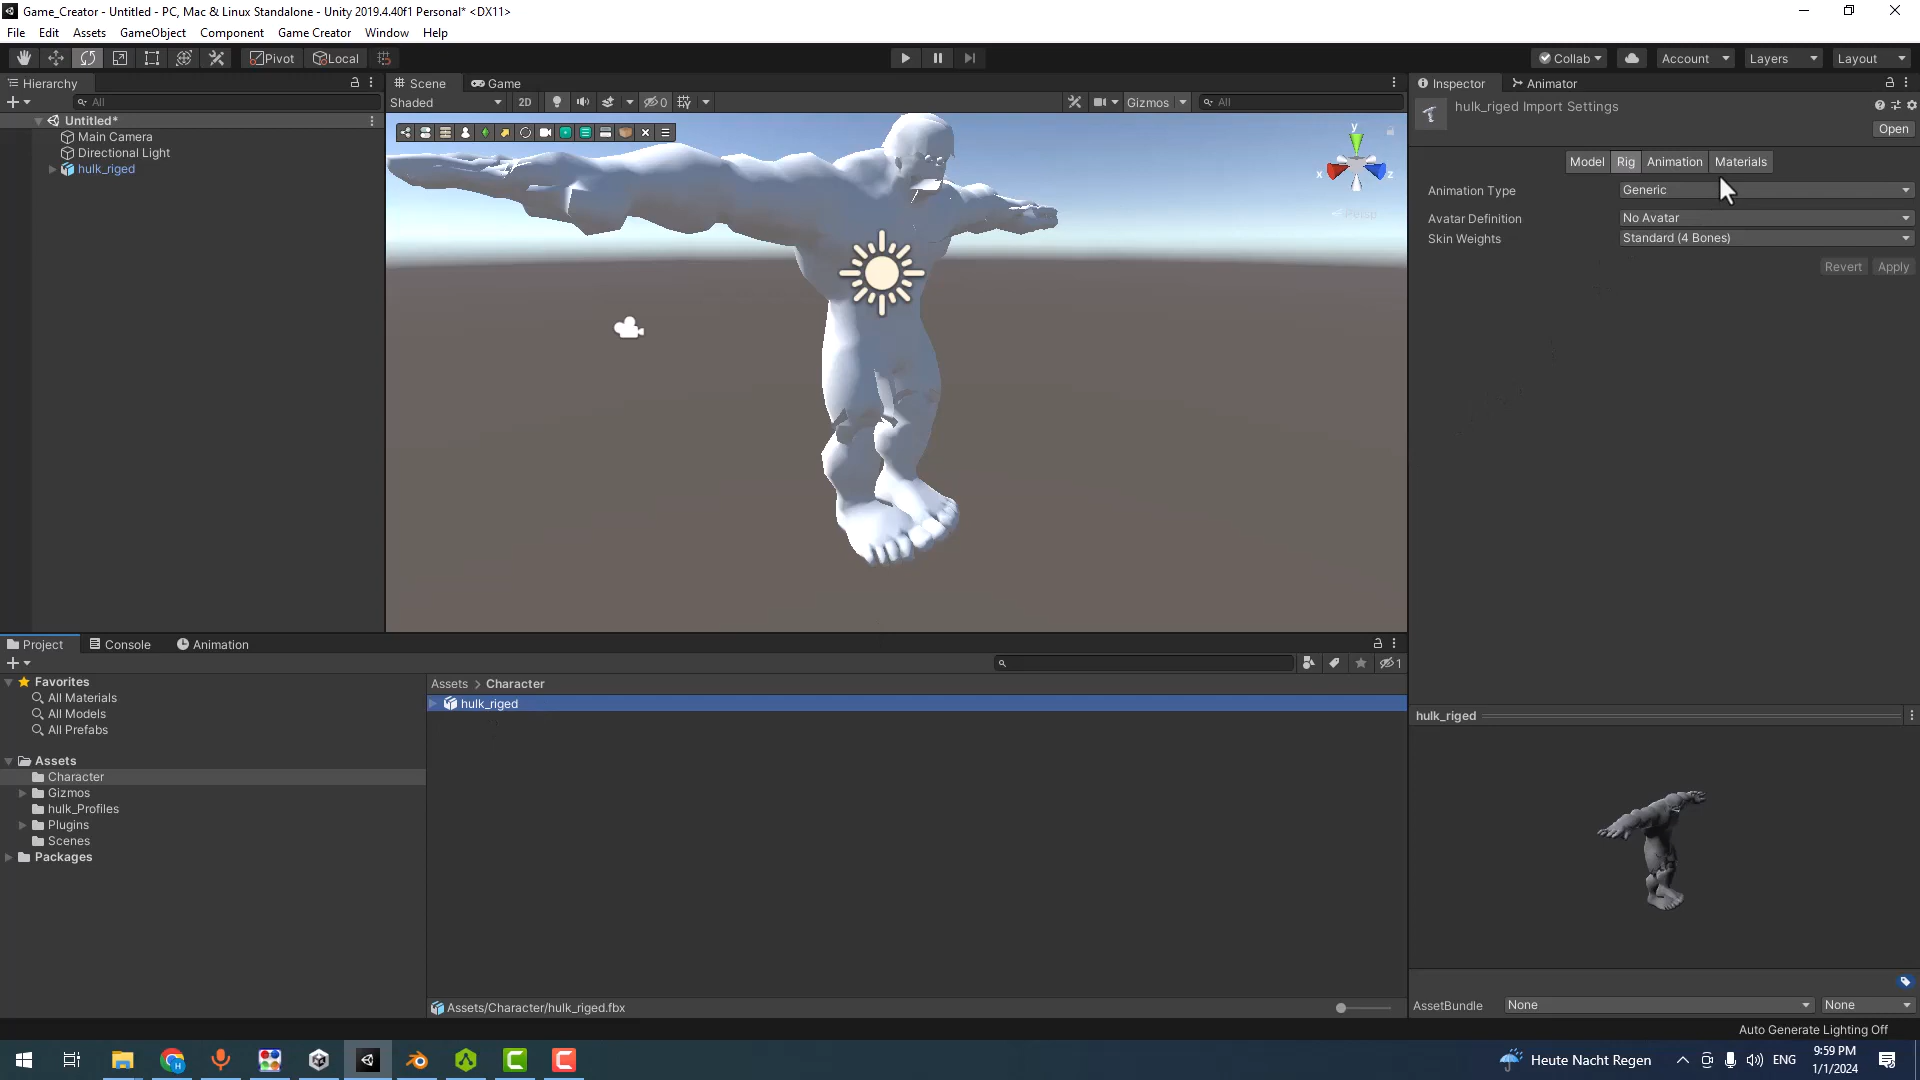 Game_Creator - Untitled - PC, Mac & Linux Standalone - Unity 2019.4.40f1 Personal* <DX11>
File Edit Assets GameObject Component Game Creator Window Help
Pivot Local Collab Account Layers Layout
Hierarchy
All
Untitled*
Main Camera
Directional Light
hulk_riged
Scene Game
Shaded 2D 0 Gizmos All
y
x z
Persp
Inspector Animator
hulk_riged Import Settings
Open
Model Rig Animation Materials
Animation Type Generic
Avatar Definition No Avatar
Skin Weights Standard (4 Bones)
Revert Apply
Project Console Animation
1
Favorites
All Materials
All Models
All Prefabs
Assets
Character
Gizmos
hulk_Profiles
Plugins
Scenes
Packages
Assets > Character
hulk_riged
Assets/Character/hulk_riged.fbx
hulk_riged
AssetBundle None None
Auto Generate Lighting Off
Heute Nacht Regen ENG 9:59 PM
1/1/2024